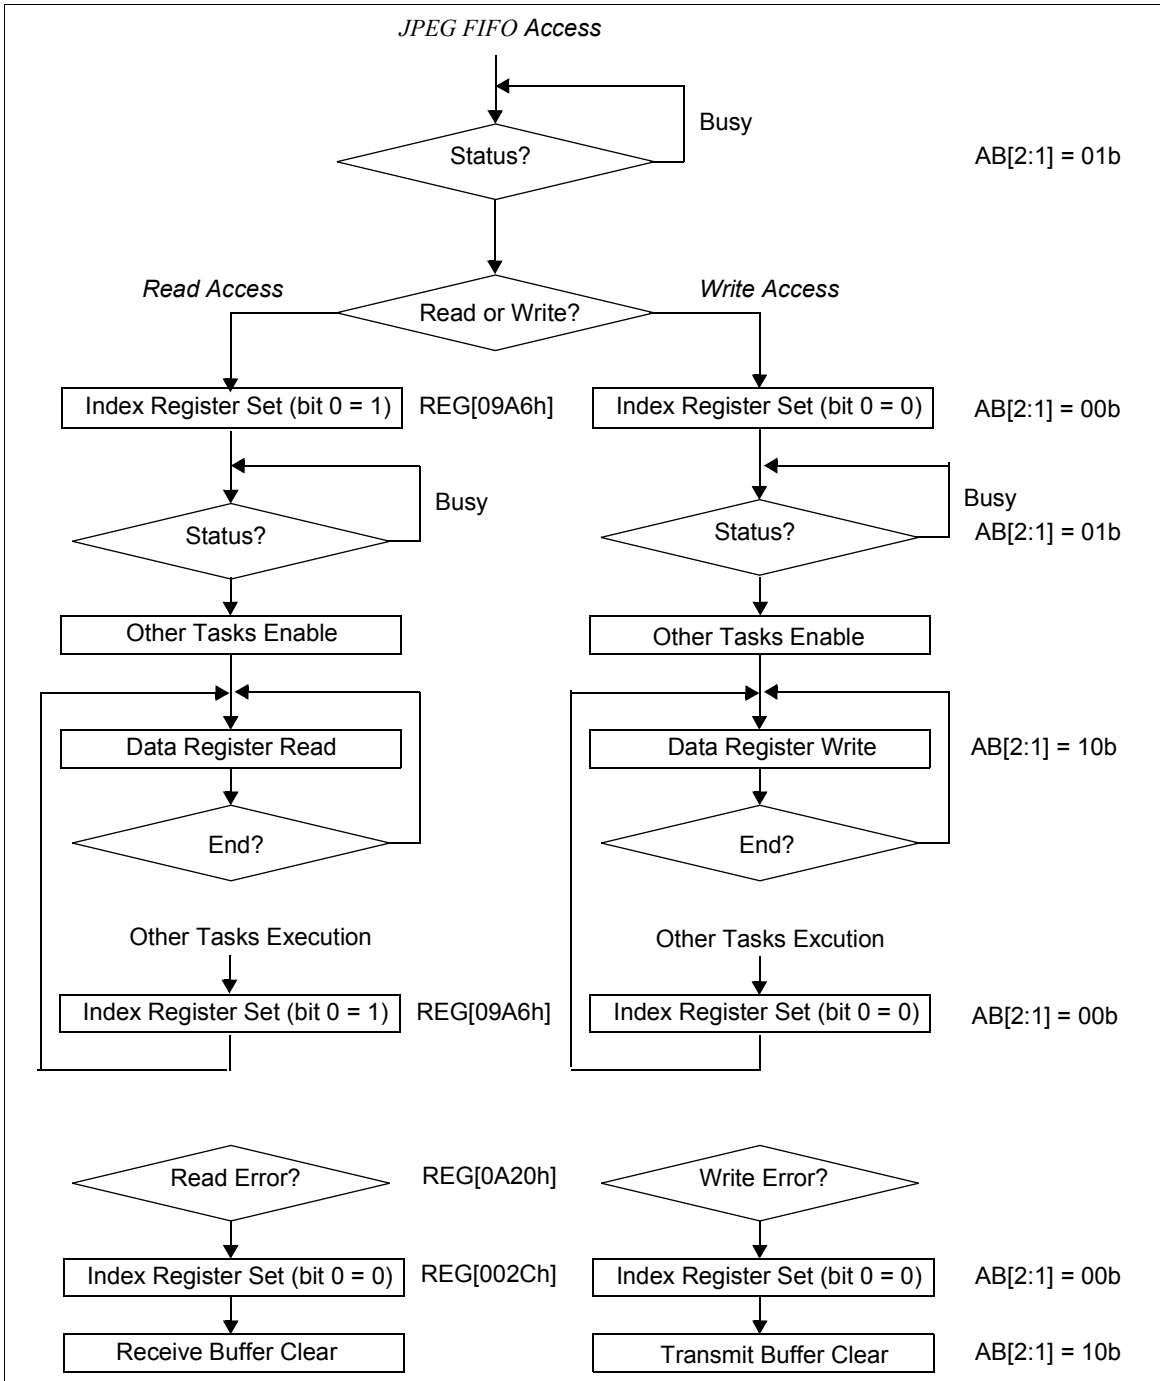 JPEG FIFO Access
Busy
Status?
AB[2:1] = 01b
Read Access
Write Access
Read or Write?
Index Register Set (bit 0 = 1)
REG[09A6h]
Index Register Set (bit 0 = 0)
AB[2:1] = 00b
Busy
Busy
Status?
Status?
AB[2:1] = 01b
Other Tasks Enable
Other Tasks Enable
Data Register Read
Data Register Write
AB[2:1] = 10b
End?
End?
Other Tasks Execution
Other Tasks Excution
Index Register Set (bit 0 = 1)
REG[09A6h]
Index Register Set (bit 0 = 0)
AB[2:1] = 00b
Read Error?
REG[0A20h]
Write Error?
Index Register Set (bit 0 = 0)
REG[002Ch]
Index Register Set (bit 0 = 0)
AB[2:1] = 00b
Receive Buffer Clear
Transmit Buffer Clear
AB[2:1] = 10b